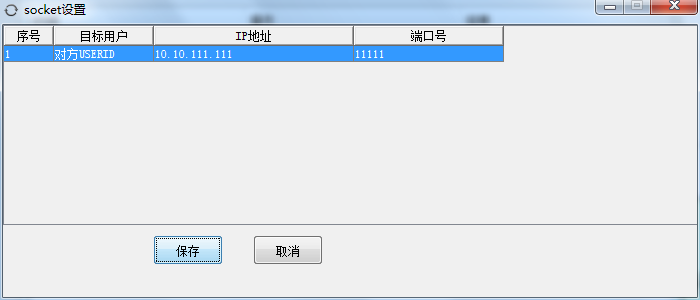 socket设置
序号 目标用户 IP地址 端口号
1 对方USERID 10.10.111.111 11111
保存 取消